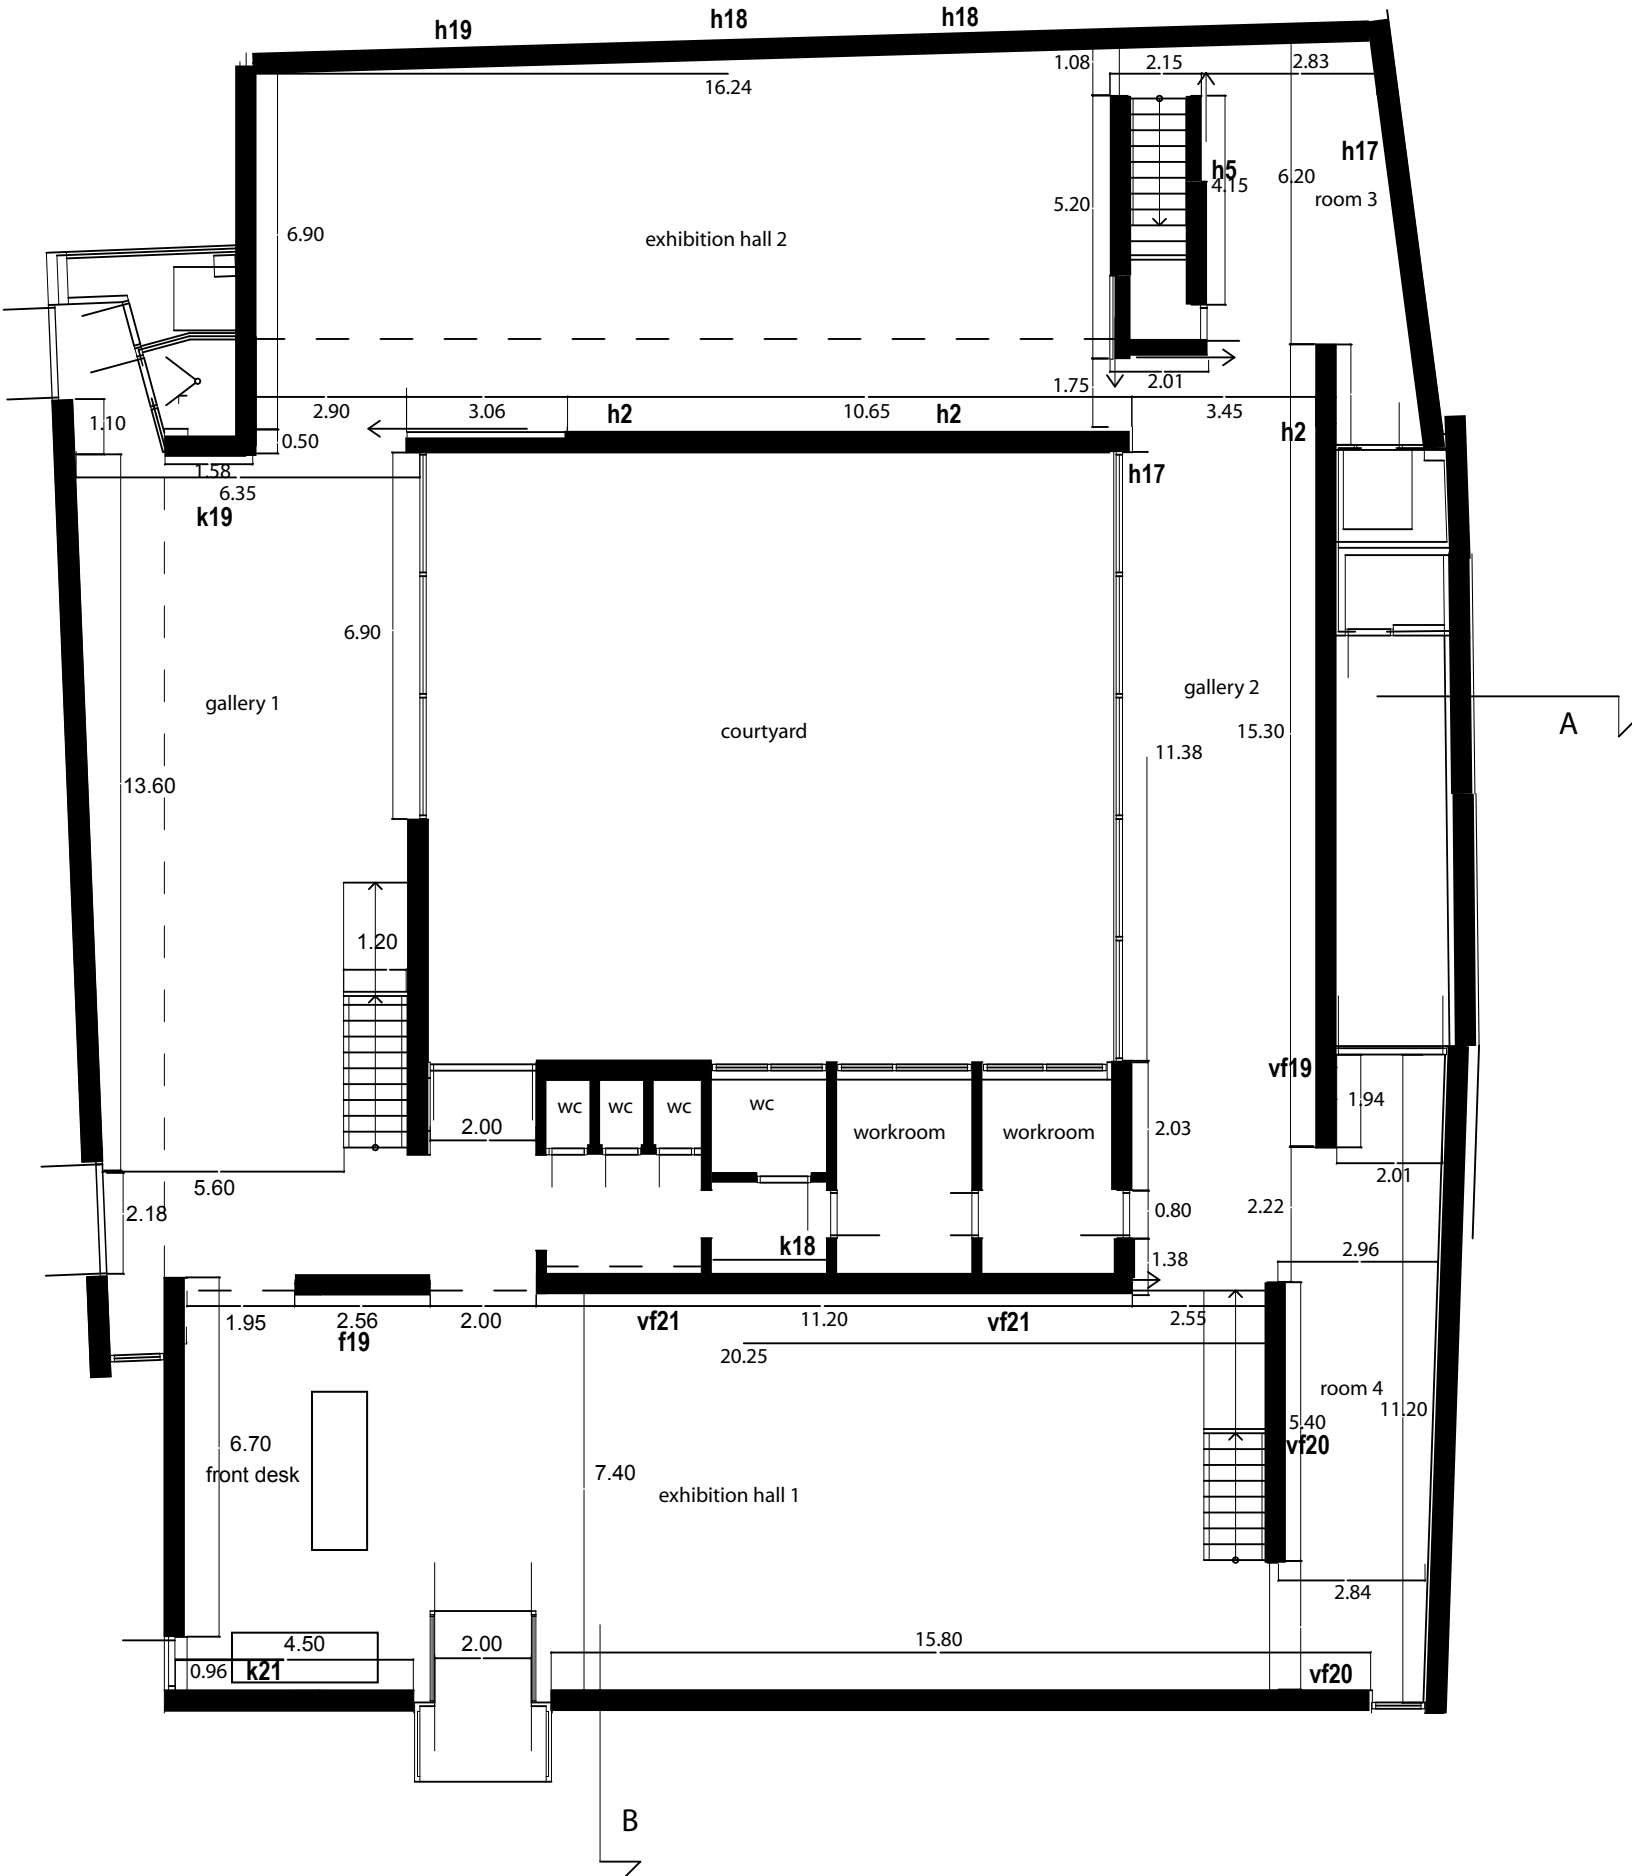 h19
h18
h18
1.08
2.15
2.83
16.24
h17
h5
4.15
6.20
room 3
5.20
6.90
exhibition hall 2
1.75
2.01
1.10
2.90
3.06
h2
10.65
h2
3.45
0.50
h2
1.58
6.35
h17
k19
6.90
gallery 1
gallery 2
courtyard
15.30
A
11.38
13.60
1.20
vf19
wc
wc
wc
wc
1.94
2.00
workroom
workroom
2.03
2.01
5.60
2.18
2.22
0.80
k18
2.96
1.38
1.95
2.56
2.00
vf21
11.20
vf21
2.55
f19
20.25
room 4
11.20
5.40
6.70
vf20
front desk
7.40
exhibition hall 1
2.84
4.50
2.00
15.80
0.96
k21
vf20
B